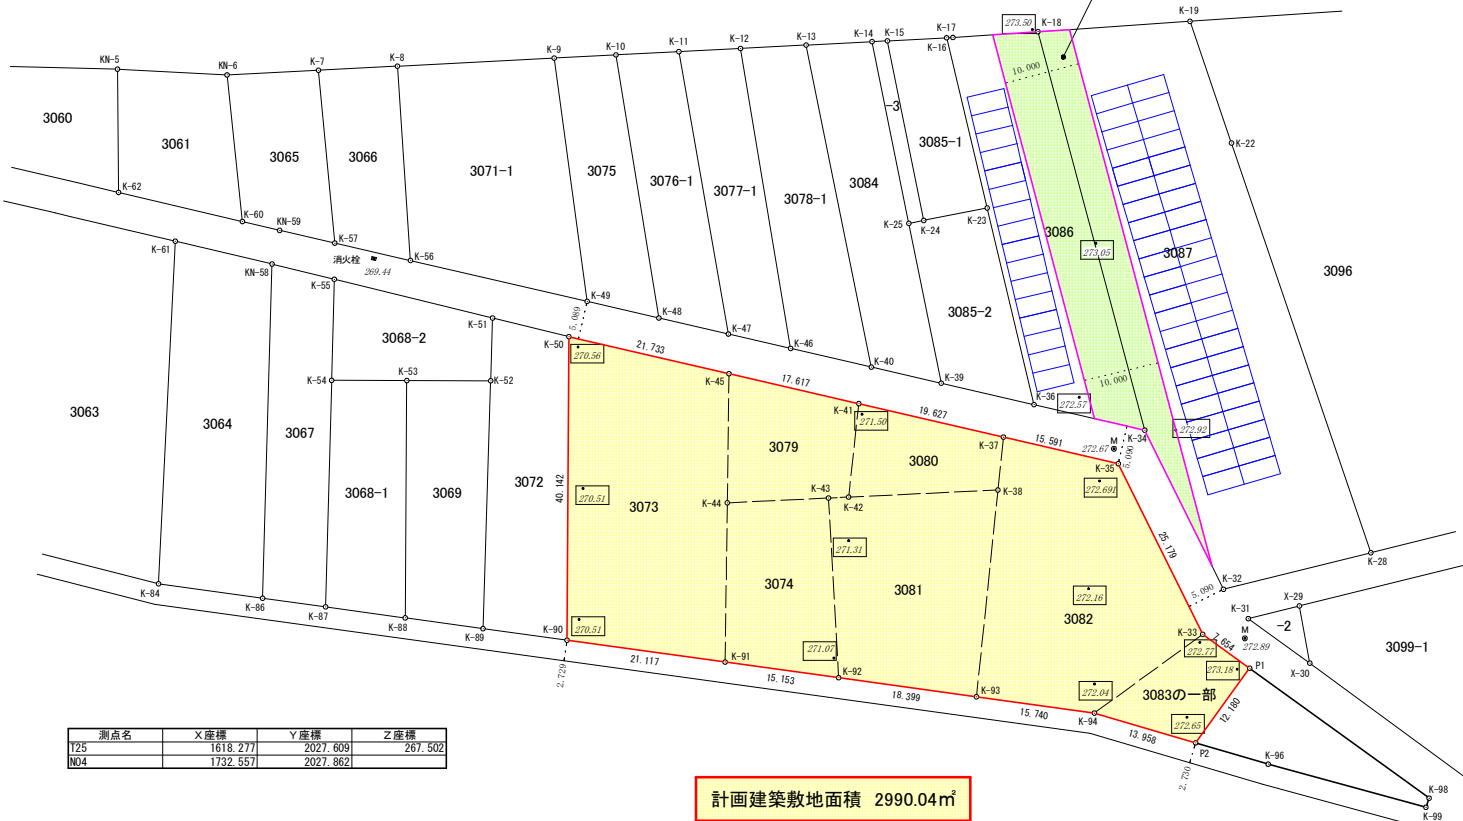 273.50
K-18
K-19
K-17
K-16
K-15
K-14
K-13
K-12
K-11
K-10
K-9
K-8
K-7
KN-6
KN-5
10.000
3060
3061
3065
3066
3071-1
3075
3076-1
3077-1
3078-1
3084
-3
3085-1
K-22
K-62
K-60
KN-59
K-57
K-56
K-25
K-24
K-23
3086
273.05
3087
3096
K-61
KN-58
K-55
消火栓
269.44
K-49
K-48
K-47
K-46
K-40
K-39
K-36
3085-2
5.089
K-51
K-50
270.56
21.733
3068-2
K-54
K-53
K-52
K-45
17.617
K-41
271.50
19.627
K-37
15.591
10.000
272.57
K-34
272.92
M
272.67
5.090
K-35
272.691
3063
3064
3067
3068-1
3069
3072
40.142
270.51
3073
3079
3080
K-44
K-43
K-42
K-38
271.31
3074
3081
272.16
3082
25.179
5.090
K-32
K-28
K-84
K-86
K-87
K-88
K-89
K-90
270.51
2.729
21.117
K-91
15.153
271.07
K-92
18.399
K-93
15.740
272.04
K-94
13.958
K-33
272.77
7.654
273.18
P1
3083の一部
12.180
272.65
P2
2.730
K-31
X-29
-2
M
272.89
X-30
3099-1
K-96
K-98
K-99
測点名 X座標 Y座標 Z座標
T25 1618.277 2027.609 267.502
N04 1732.557 2027.862
計画建築敷地面積 2990.04㎡